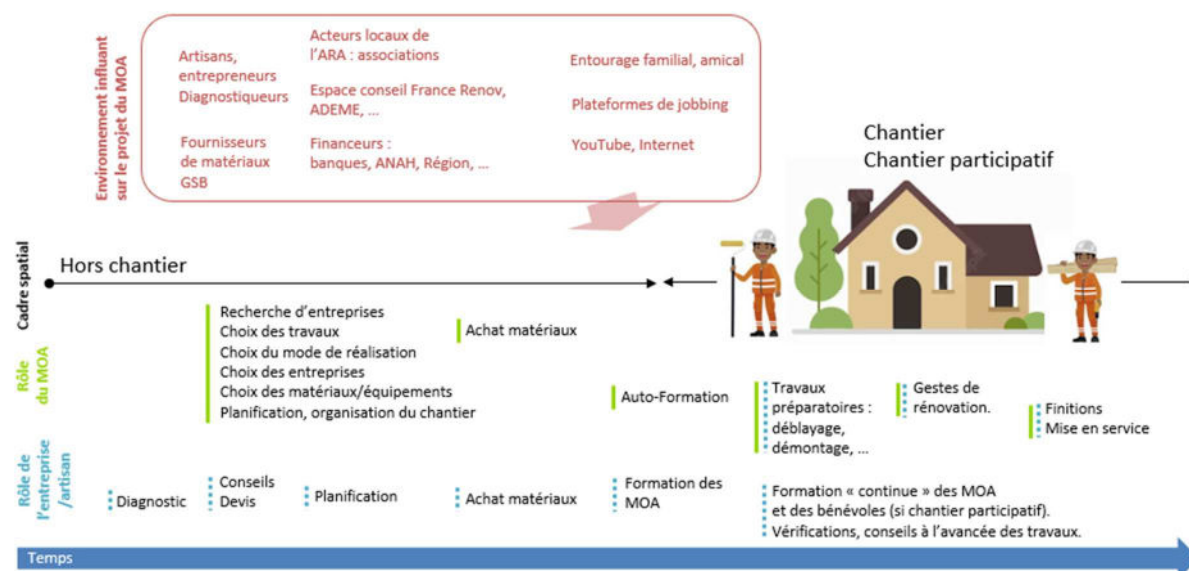 Environnement influant
sur le projet du MOA
Artisans,
entrepreneurs
Diagnostiqueurs
Fournisseurs
de matériaux
GSB
Acteurs locaux de
l'ARA : associations
Espace conseil France Renov,
ADEME, ...
Financeurs :
banques, ANAH, Région, ...
Entourage familial, amical
Plateformes de jobbing
YouTube, Internet
Chantier
Chantier participatif
Cadre spatial
Hors chantier
Rôle
du MOA
Recherche d'entreprises
Choix des travaux
Choix du mode de réalisation
Choix des entreprises
Choix des matériaux/équipements
Planification, organisation du chantier
Achat matériaux
Auto-Formation
Travaux
préparatoires :
déblayage,
démontage, ...
Gestes de
rénovation.
Finitions
Mise en service
Rôle de
l'entreprise
/artisan
Diagnostic
Conseils
Devis
Planification
Achat matériaux
Formation des
MOA
Formation « continue » des MOA
et des bénévoles (si chantier participatif).
Vérifications, conseils à l'avancée des travaux.
Temps